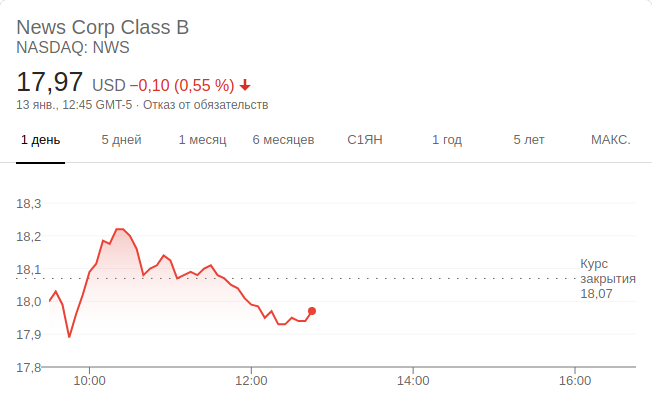 News Corp Class B
NASDAQ: NWS
17,97 USD −0,10 (0,55 %)
13 янв., 12:45 GMT-5 · Отказ от обязательств
1 день 5 дней 1 месяц 6 месяцев С1ЯН 1 год 5 лет МАКС.
18,3
18,2
18,1
18,0
17,9
17,8
Курс
закрытия
18,07
10:00 12:00 14:00 16:00